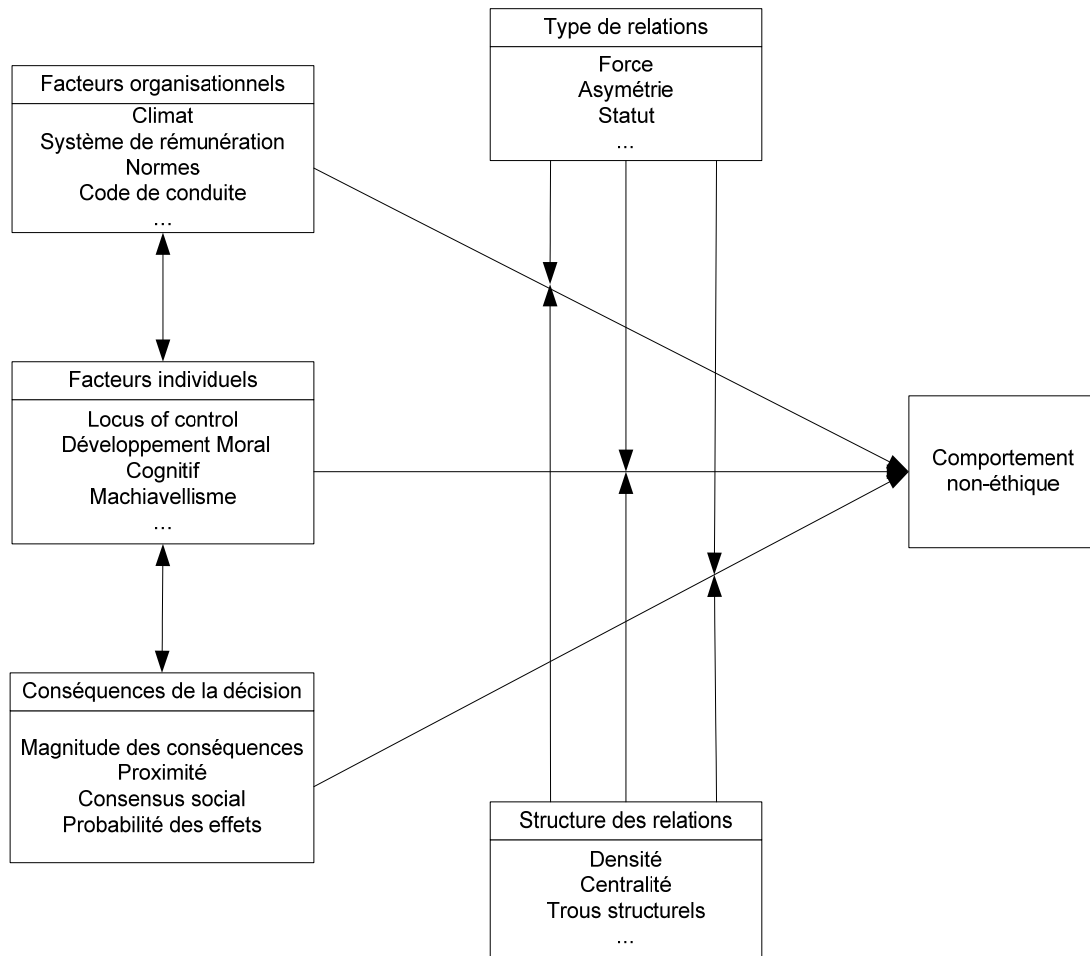 Type de relations
Force
Asymétrie
Statut
...
Facteurs organisationnels
Climat
Système de rémunération
Normes
Code de conduite
...
Facteurs individuels
Locus of control
Développement Moral
Cognitif
Machiavellisme
...
Comportement
non-éthique
Conséquences de la décision
Magnitude des conséquences
Proximité
Consensus social
Probabilité des effets
Structure des relations
Densité
Centralité
Trous structurels
...